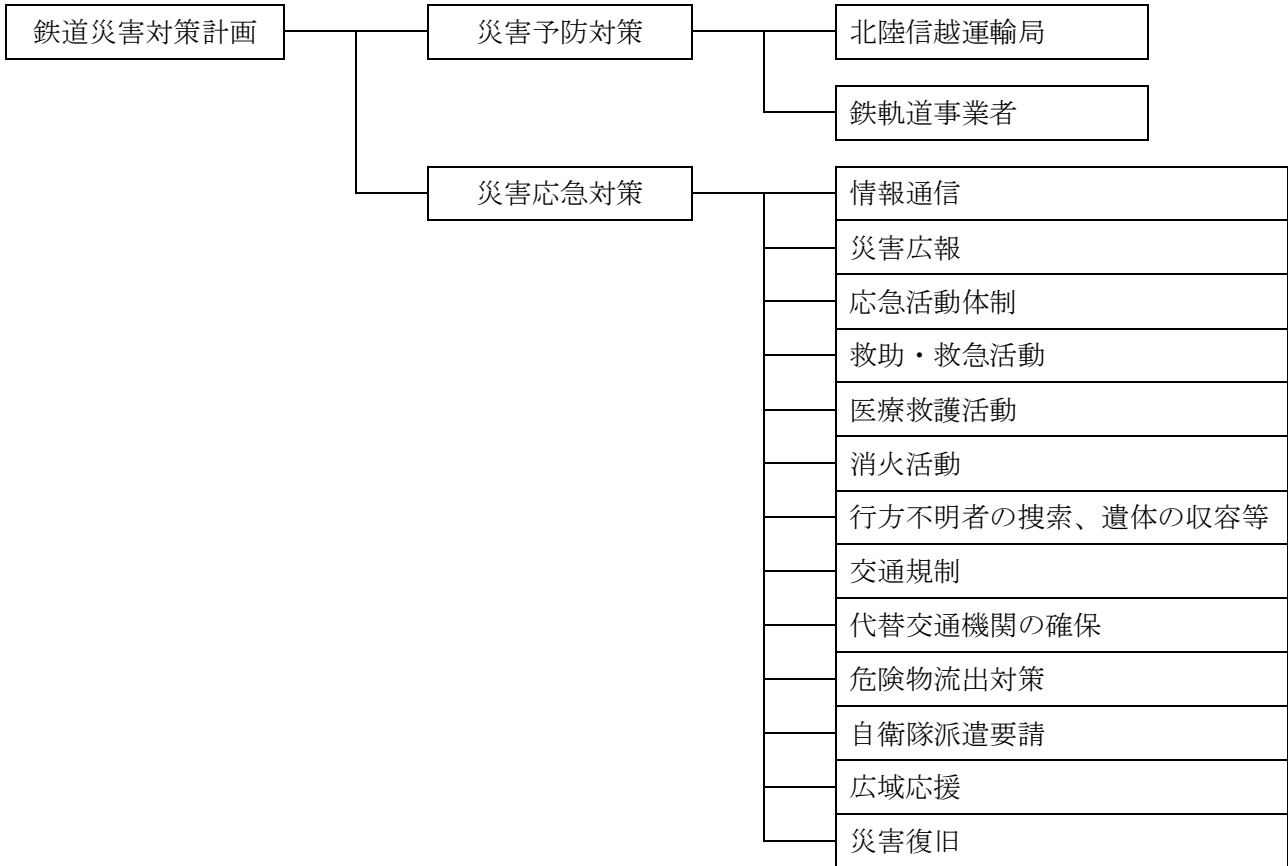 鉄道災害対策計画
災害予防対策
北陸信越運輸局
鉄軌道事業者
災害応急対策
情報通信
災害広報
応急活動体制
救助・救急活動
医療救護活動
消火活動
行方不明者の捜索、遺体の収容等
交通規制
代替交通機関の確保
危険物流出対策
自衛隊派遣要請
広域応援
災害復旧